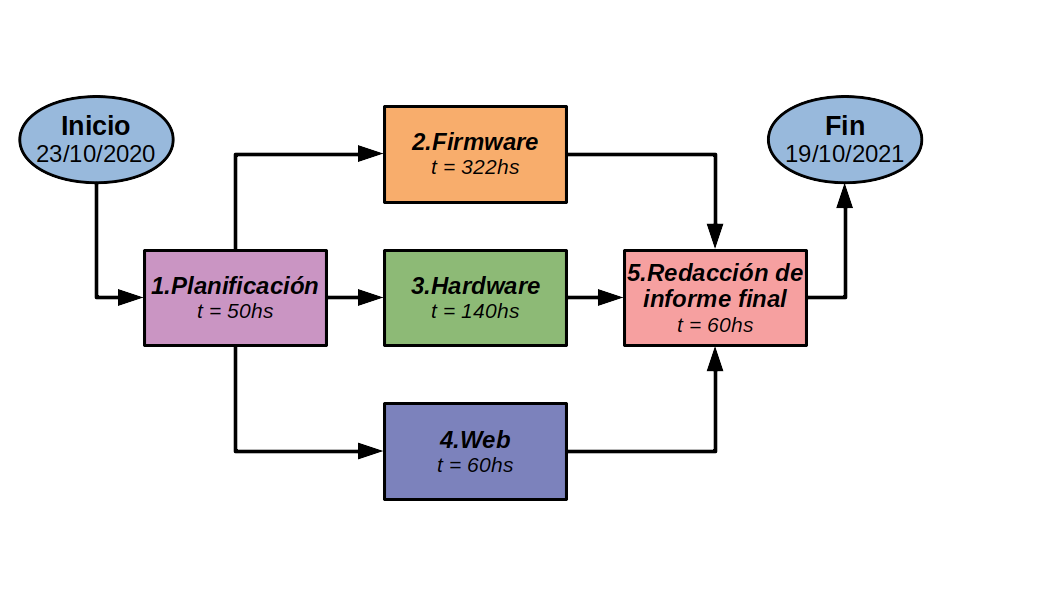 Inicio
23/10/2020
1.Planificación
t = 50hs
2.Firmware
t = 322hs
3.Hardware
t = 140hs
4.Web
t = 60hs
5.Redacción de
informe final
t = 60hs
Fin
19/10/2021